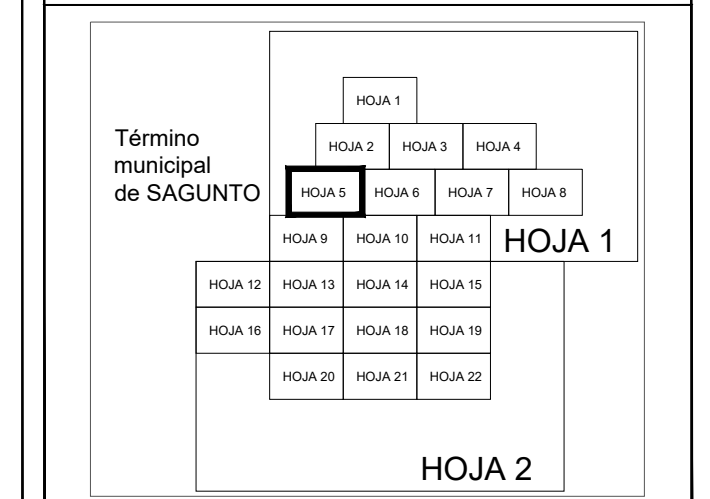 HOJA 1
Término
municipal
de SAGUNTO
HOJA 2 HOJA 3 HOJA 4
HOJA 5 HOJA 6 HOJA 7 HOJA 8
HOJA 9 HOJA 10 HOJA 11 HOJA 1
HOJA 12 HOJA 13 HOJA 14 HOJA 15
HOJA 16 HOJA 17 HOJA 18 HOJA 19
HOJA 20 HOJA 21 HOJA 22
HOJA 2